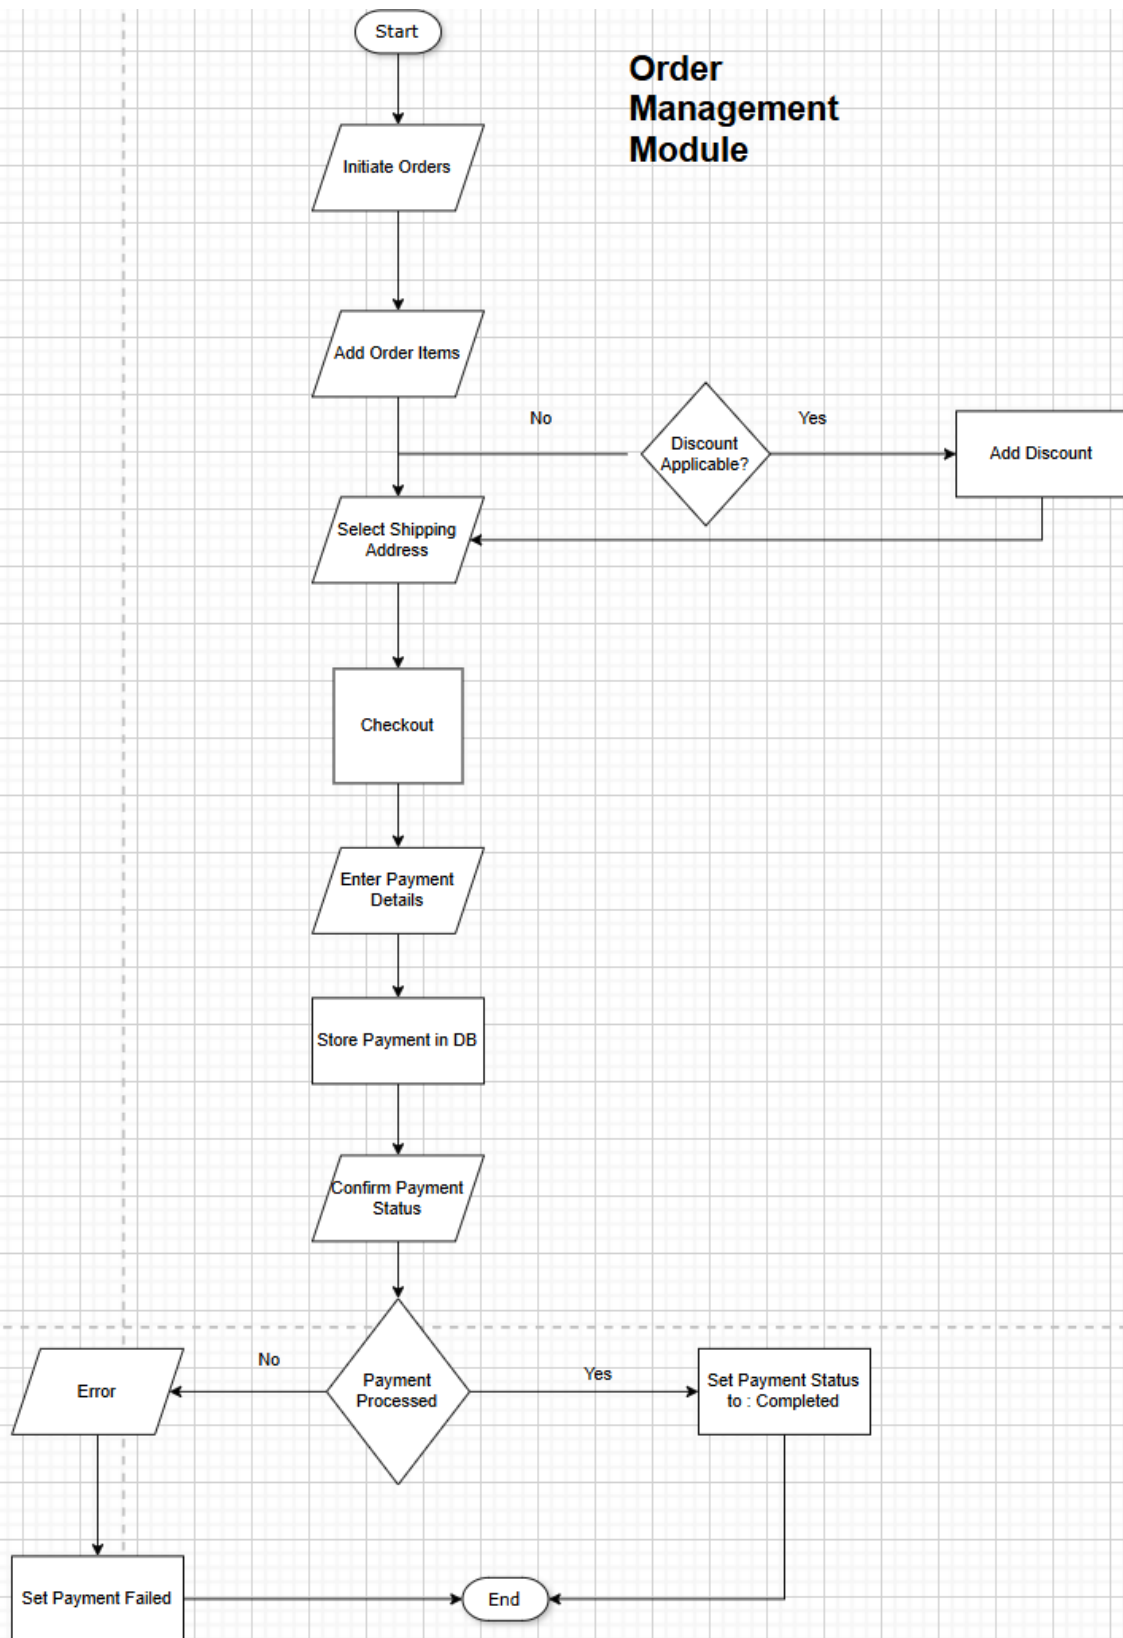 Start
Order
Management
Module
Initiate Orders
Add Order Items
No
Yes
Discount
Applicable?
Add Discount
Select Shipping
Address
Checkout
Enter Payment
Details
Store Payment in DB
Confirm Payment
Status
No
Yes
Error
Payment
Processed
Set Payment Status
to : Completed
Set Payment Failed
End